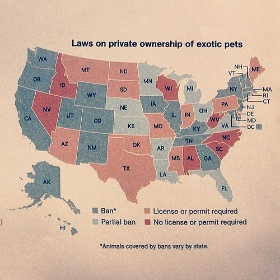 Laws on private ownership of exotic pets
WA
MT
ND
MN
OR
ID
SD
WI
MI
NH
VT
ME
NY
MA
RI
CT
WY
NE
IA
PA
NJ
DE
MD
DC
NV
UT
CO
KS
MO
IL
IN
OH
WV
VA
KY
CA
AZ
OK
AR
TN
NC
SC
TX
LA
MS
AL
GA
FL
AK
HI
Ban*
License or permit required
Partial ban
No license or permit required
*Animals covered by bans vary by state.